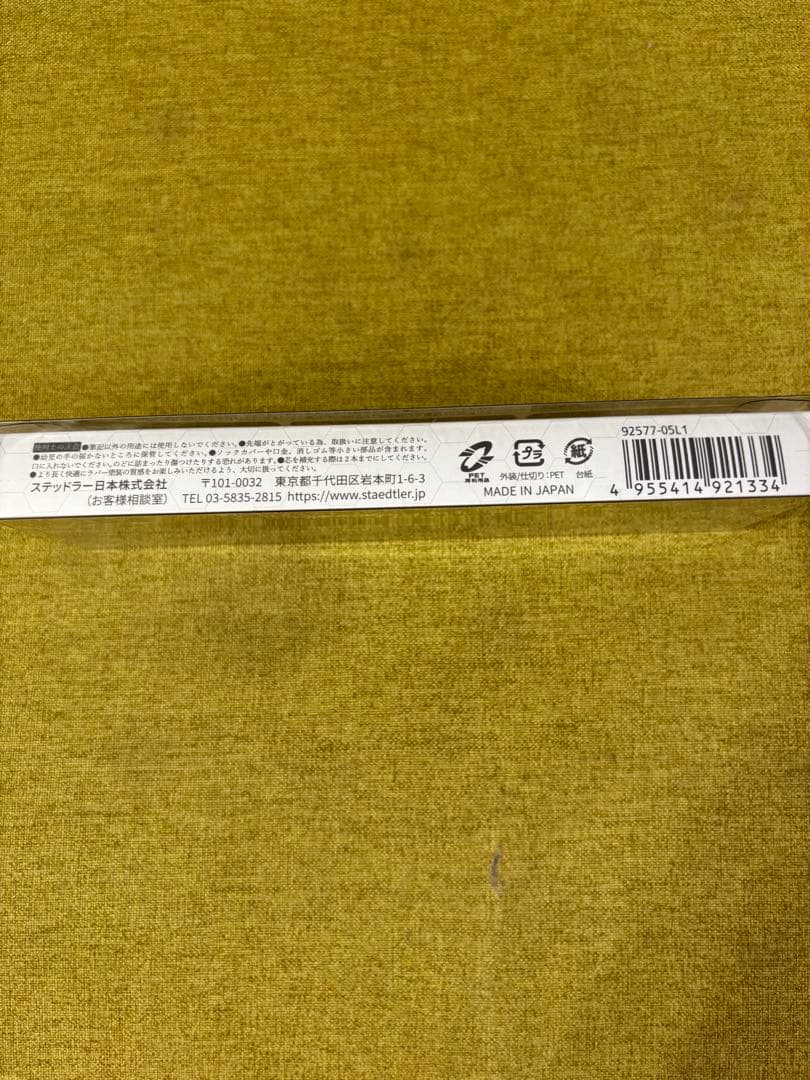 使用上の注意 ●筆記以外の用途には使用しないでください。●先端がとがっている為、取扱いに注意してください。
●幼児の手の届かないところに保管してください。●ノックカバーや口金、消しゴム等小さい部品が含まれます。
口に入れないでください。のどに詰まったり傷つけたりする恐れがあります。●芯を補充する際は2本までにしてください。
●より長く快適にラバー塗装の質感をお楽しみいただけるよう、大切に扱ってください。
ステッドラー日本株式会社 〒101-0032 東京都千代田区岩本町1-6-3
(お客様相談室) TEL 03-5835-2815 https://www.staedtler.jp
PET
再利用品
プラ
外装/仕切り:PET
紙
台紙
MADE IN JAPAN
92577-05L1
4 955414 921334